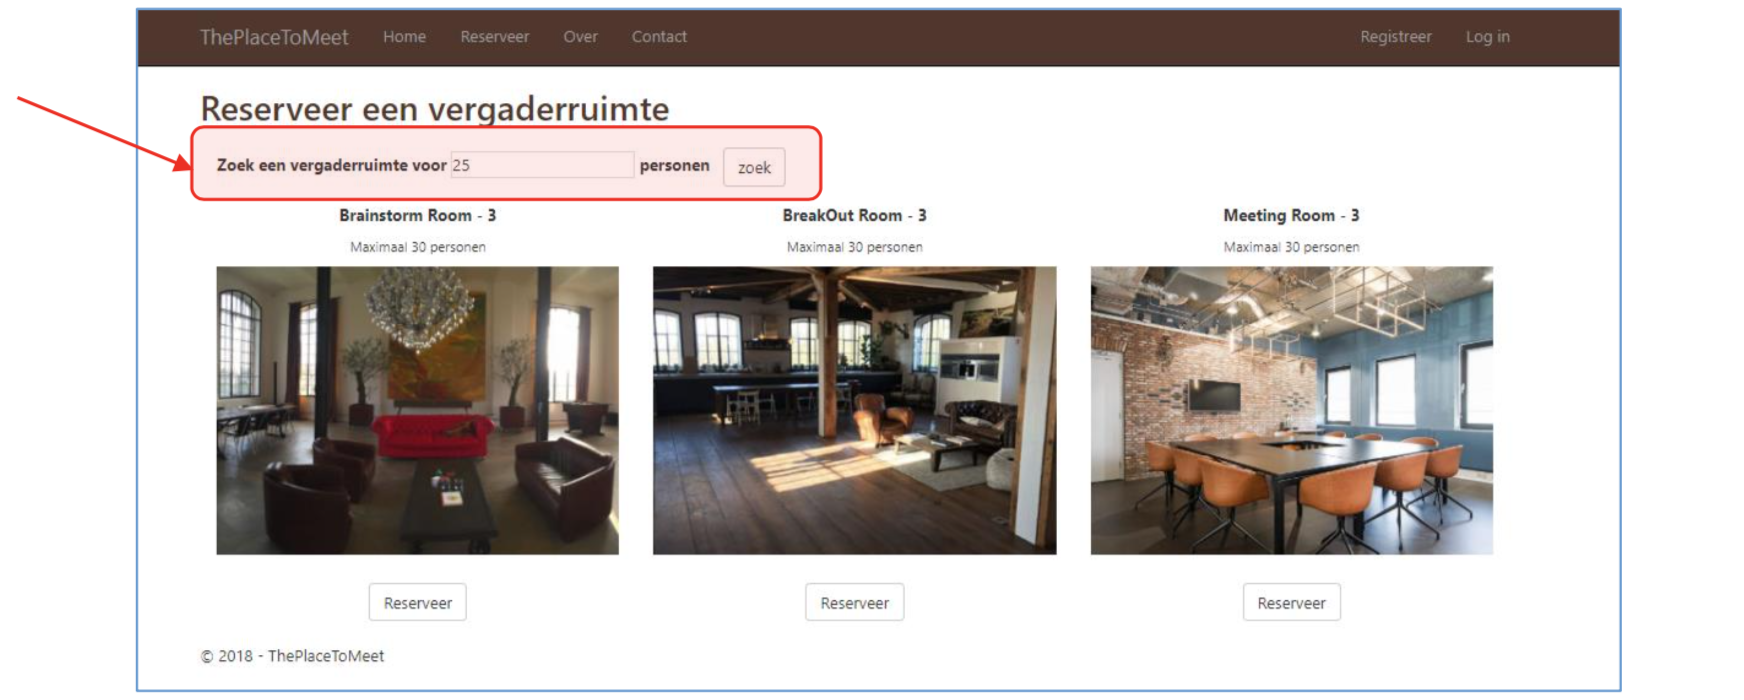 ThePlaceToMeet Home Reserveer Over Contact Registreer Log in
Reserveer een vergaderruimte
Zoek een vergaderruimte voor 25 personen zoek
Brainstorm Room - 3 BreakOut Room - 3 Meeting Room - 3
Maximaal 30 personen Maximaal 30 personen Maximaal 30 personen
Reserveer Reserveer Reserveer
© 2018 - ThePlaceToMeet